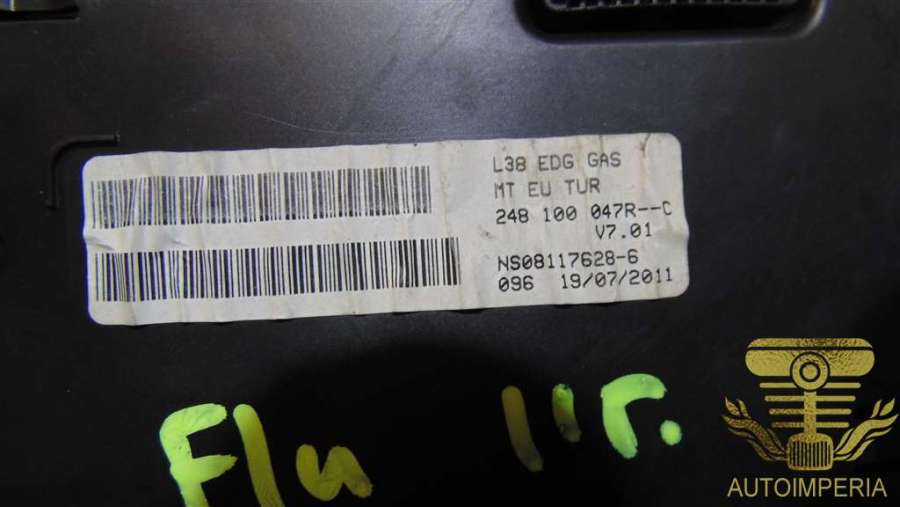 L38 EDG GAS
MT EU TUR
248 100 047R--C
V7.01
NS08117628-6
096 19/07/2011
Flu 11г.
AUTOIMPERIA